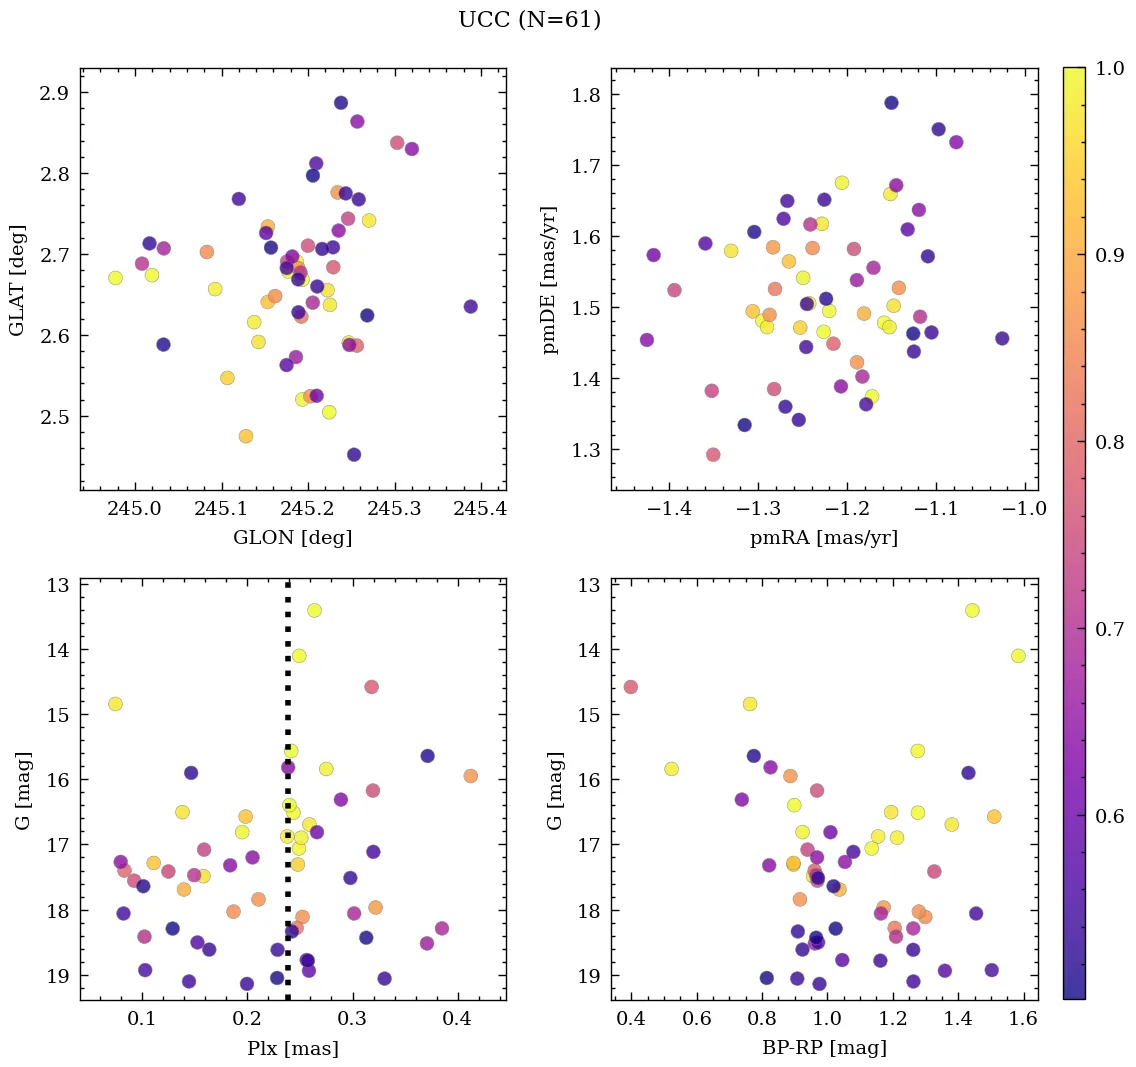 UCC (N=61)
2.9
2.8
2.7
2.6
2.5
GLAT [deg]
245.0 245.1 245.2 245.3 245.4
GLON [deg]
1.8
1.7
1.6
1.5
1.4
1.3
pmDE [mas/yr]
−1.4 −1.3 −1.2 −1.1 −1.0
pmRA [mas/yr]
13
14
15
16
17
18
19
G [mag]
0.1 0.2 0.3 0.4
Plx [mas]
13
14
15
16
17
18
19
G [mag]
0.4 0.6 0.8 1.0 1.2 1.4 1.6
BP-RP [mag]
1.0
0.9
0.8
0.7
0.6